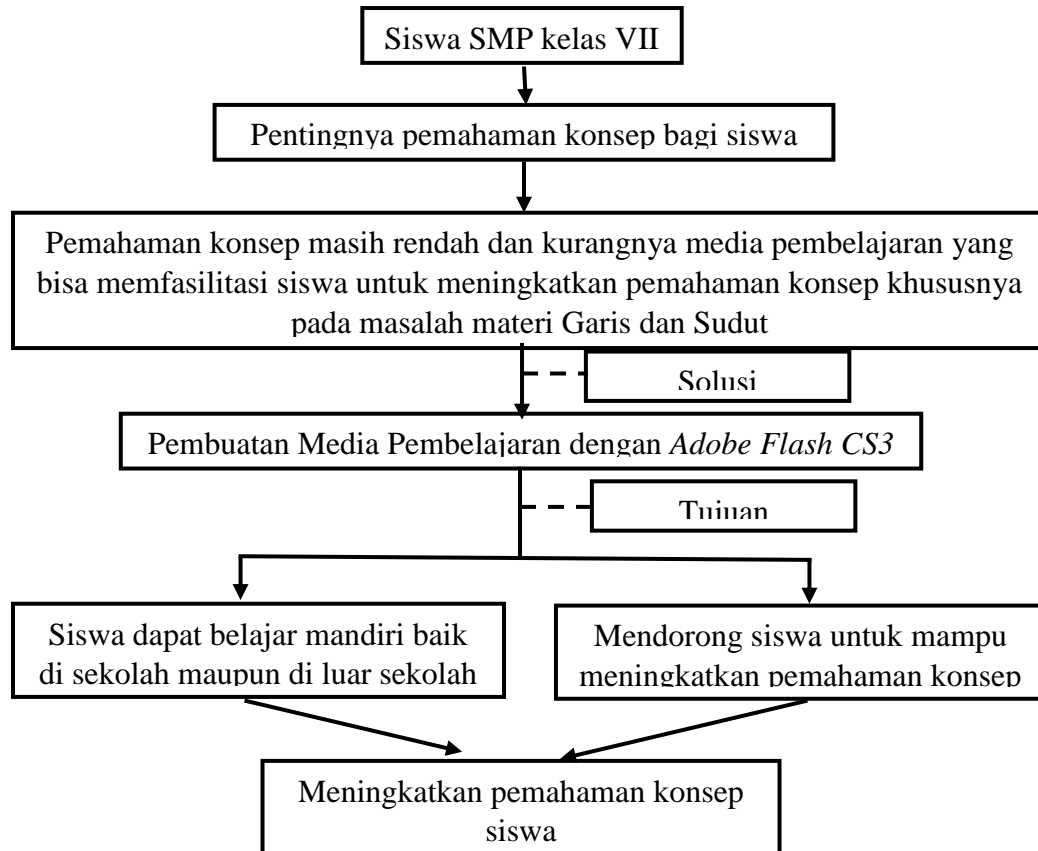 Siswa SMP kelas VII
Pentingnya pemahaman konsep bagi siswa
Pemahaman konsep masih rendah dan kurangnya media pembelajaran yang
bisa memfasilitasi siswa untuk meningkatkan pemahaman konsep khususnya
pada masalah materi Garis dan Sudut
Solusi
Pembuatan Media Pembelajaran dengan Adobe Flash CS3
Tujuan
Siswa dapat belajar mandiri baik
di sekolah maupun di luar sekolah
Mendorong siswa untuk mampu
meningkatkan pemahaman konsep
Meningkatkan pemahaman konsep
siswa